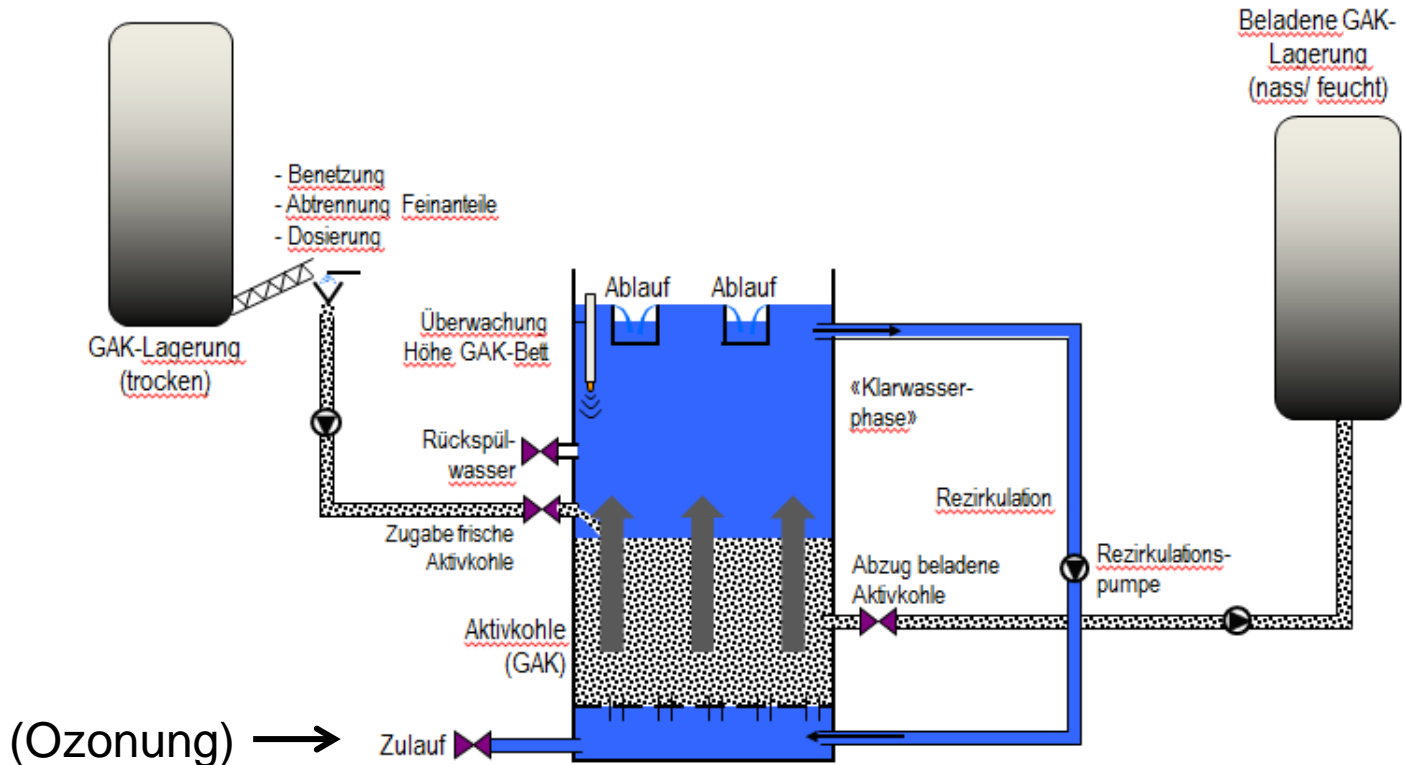 Beladene GAK-
Lagerung
(nass/ feucht)
- Benetzung
- Abtrennung Feinanteile
- Dosierung
GAK-Lagerung
(trocken)
Ablauf
Ablauf
Überwachung
Höhe GAK-Bett
«Klarwasser-
phase»
Rückspül-
wasser
Rezirkulation
Zugabe frische
Aktivkohle
Abzug beladene
Aktivkohle
Rezirkulations-
pumpe
Aktivkohle
(GAK)
(Ozonung)
Zulauf